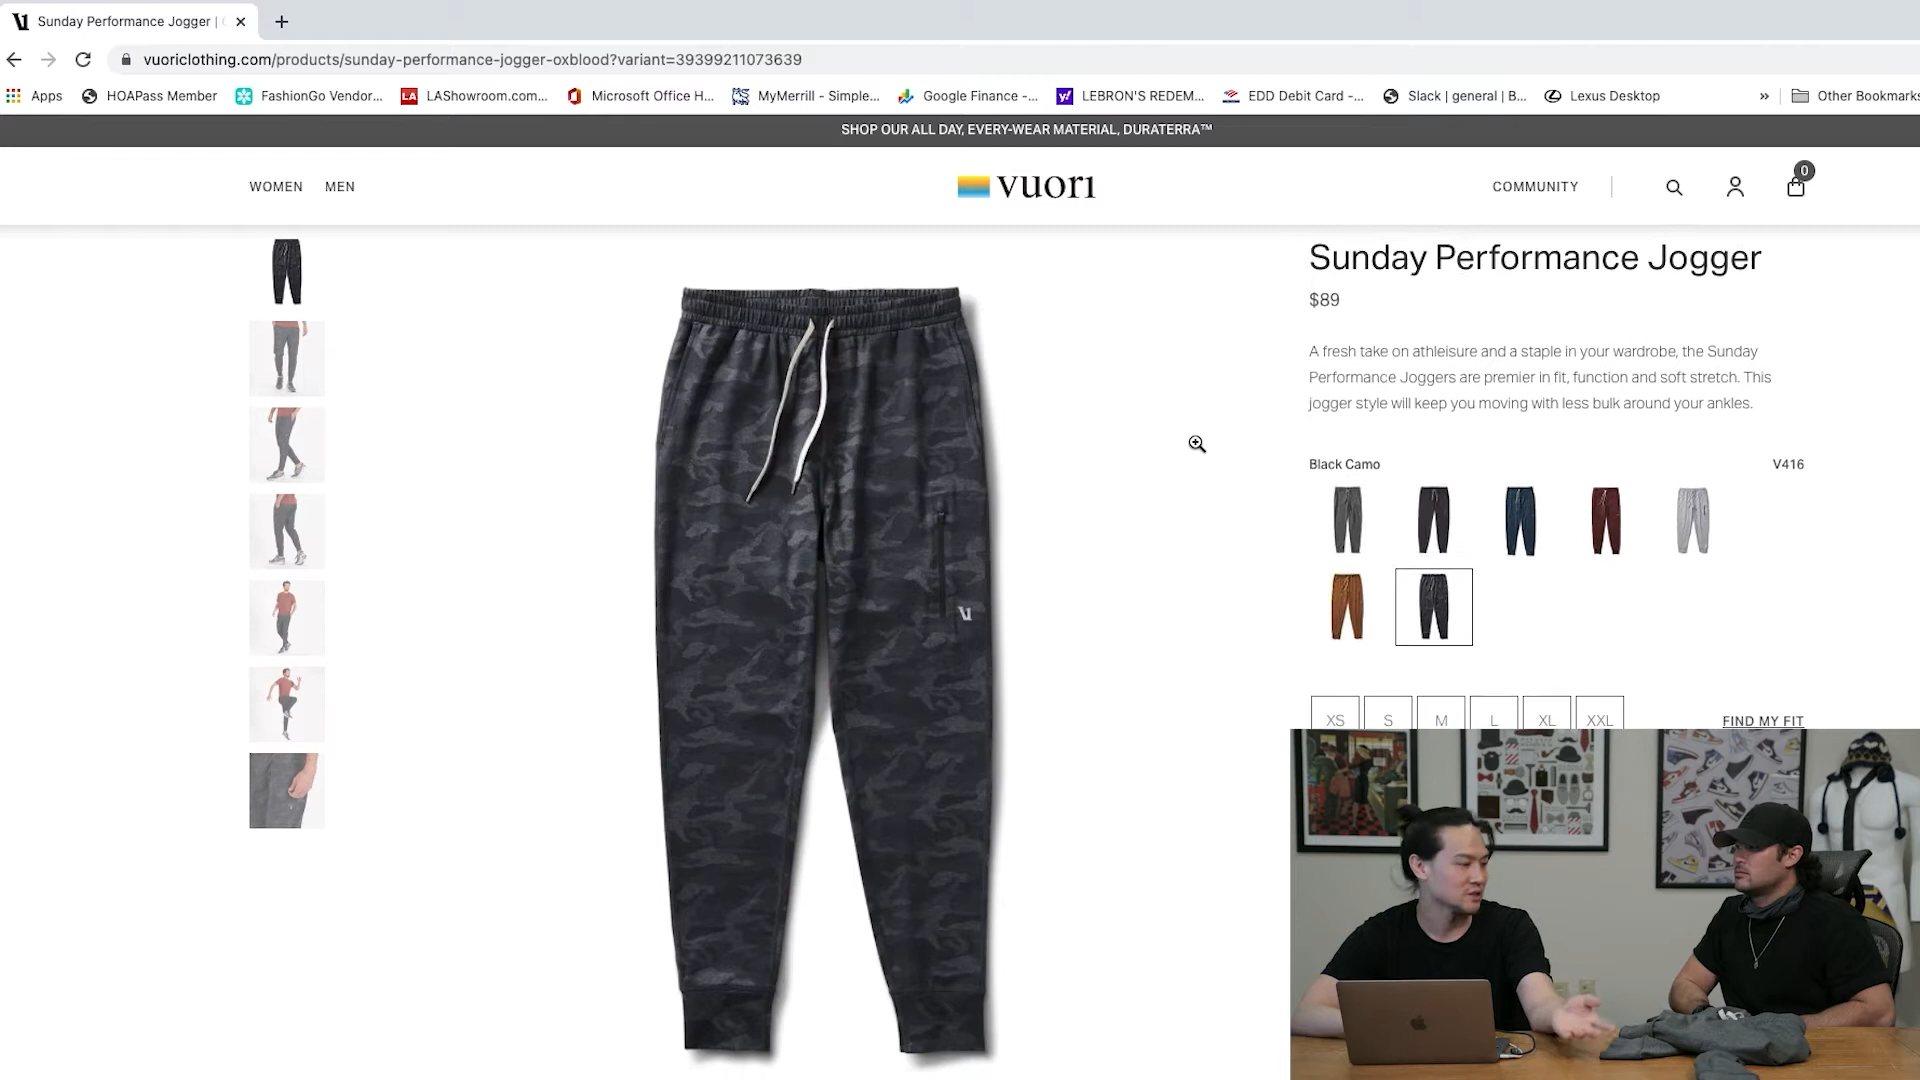 Sunday Performance Jogger |
vuoriclothing.com/products/sunday-performance-jogger-oxblood?variant=39399211073639
Apps
HOAPass Member
FashionGo Vendor...
LA
LAShowroom.com...
Microsoft Office H...
MyMerrill - Simple...
Google Finance -...
LEBRON'S REDEM...
EDD Debit Card -...
Slack | general | B...
Lexus Desktop
»
Other Bookmarks
SHOP OUR ALL DAY, EVERY-WEAR MATERIAL, DURATERRA™
WOMEN
MEN
vuori
COMMUNITY
0
Sunday Performance Jogger
$89
A fresh take on athleisure and a staple in your wardrobe, the Sunday
Performance Joggers are premier in fit, function and soft stretch. This
jogger style will keep you moving with less bulk around your ankles.
Black Camo
V416
XS
S
M
L
XL
XXL
FIND MY FIT